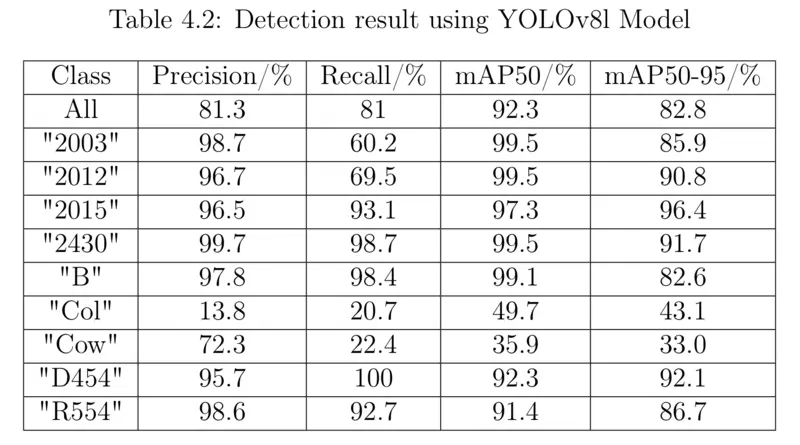 Table 4.2: Detection result using YOLOv8l Model
Class Precision/% Recall/% mAP50/% mAP50-95/%
All 81.3 81 92.3 82.8
"2003" 98.7 60.2 99.5 85.9
"2012" 96.7 69.5 99.5 90.8
"2015" 96.5 93.1 97.3 96.4
"2430" 99.7 98.7 99.5 91.7
"B" 97.8 98.4 99.1 82.6
"Col" 13.8 20.7 49.7 43.1
"Cow" 72.3 22.4 35.9 33.0
"D454" 95.7 100 92.3 92.1
"R554" 98.6 92.7 91.4 86.7